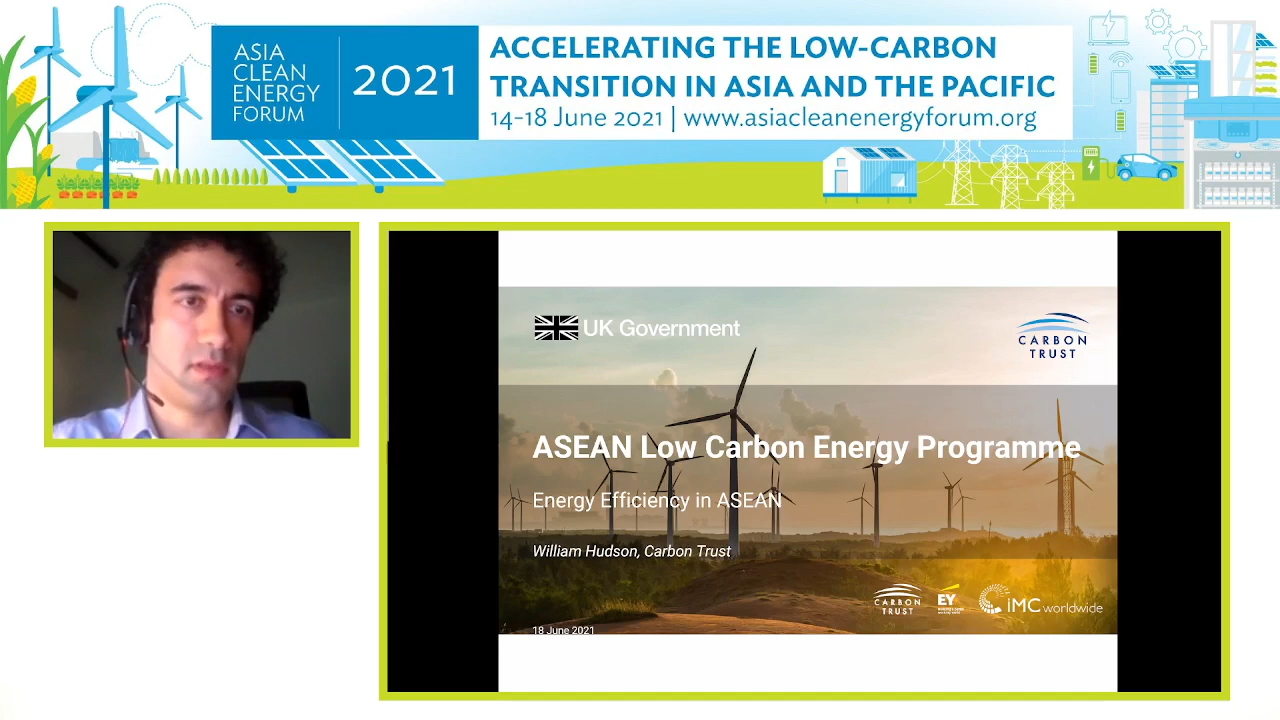 ASIA
CLEAN
ENERGY
FORUM
2021
ACCELERATING THE LOW-CARBON
TRANSITION IN ASIA AND THE PACIFIC
14-18 June 2021 | www.asiacleanenergyforum.org
UK Government
CARBON
TRUST
ASEAN Low Carbon Energy Programme
Energy Efficiency in ASEAN
William Hudson, Carbon Trust
CARBON
TRUST
EY
iMC worldwide
18 June 2021